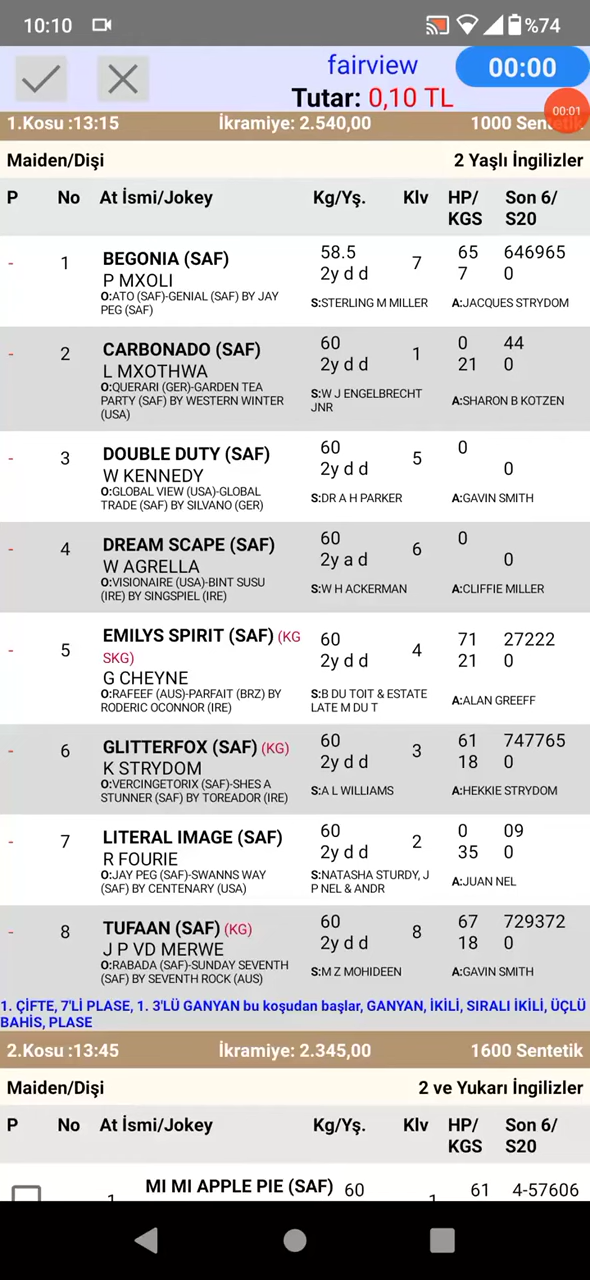 10:10 %74
fairview 00:00
Tutar: 0,10 TL 00:01
1.Kosu :13:15 İkramiye: 2.540,00 1000 Sentetik
Maiden/Dişi 2 Yaşlı İngilizler
P No At İsmi/Jokey Kg/Yş. Klv HP/ Son 6/
KGS S20
- 1 BEGONIA (SAF) 58.5 7 65 646965
P MXOLI 2y d d 7 0
O:ATO (SAF)-GENIAL (SAF) BY JAY S:STERLING M MILLER A:JACQUES STRYDOM
PEG (SAF)
- 2 CARBONADO (SAF) 60 1 0 44
L MXOTHWA 2y d d 21 0
O:QUERARI (GER)-GARDEN TEA S:W J ENGELBRECHT
PARTY (SAF) BY WESTERN WINTER JNR A:SHARON B KOTZEN
(USA)
- 3 DOUBLE DUTY (SAF) 60 5 0
W KENNEDY 2y d d 0
O:GLOBAL VIEW (USA)-GLOBAL S:DR A H PARKER A:GAVIN SMITH
TRADE (SAF) BY SILVANO (GER)
- 4 DREAM SCAPE (SAF) 60 6 0
W AGRELLA 2y a d 0
O:VISIONAIRE (USA)-BINT SUSU S:W H ACKERMAN A:CLIFFIE MILLER
(IRE) BY SINGSPIEL (IRE)
- 5 EMILYS SPIRIT (SAF) (KG 60 4 71 27222
SKG) 2y d d 21 0
G CHEYNE
O:RAFEEF (AUS)-PARFAIT (BRZ) BY S:B DU TOIT & ESTATE A:ALAN GREEFF
RODERIC OCONNOR (IRE) LATE M DU T
- 6 GLITTERFOX (SAF) (KG) 60 3 61 747765
K STRYDOM 2y d d 18 0
O:VERCINGETORIX (SAF)-SHES A S:A L WILLIAMS A:HEKKIE STRYDOM
STUNNER (SAF) BY TOREADOR (IRE)
- 7 LITERAL IMAGE (SAF) 60 2 0 09
R FOURIE 2y d d 35 0
O:JAY PEG (SAF)-SWANNS WAY S:NATASHA STURDY, J A:JUAN NEL
(SAF) BY CENTENARY (USA) P NEL & ANDR
- 8 TUFAAN (SAF) (KG) 60 8 67 729372
J P VD MERWE 2y d d 18 0
O:RABADA (SAF)-SUNDAY SEVENTH S:M Z MOHIDEEN A:GAVIN SMITH
(SAF) BY SEVENTH ROCK (AUS)
1. ÇİFTE, 7'Lİ PLASE, 1. 3'LÜ GANYAN bu koşudan başlar, GANYAN, İKİLİ, SIRALI İKİLİ, ÜÇLÜ
BAHİS, PLASE
2.Kosu :13:45 İkramiye: 2.345,00 1600 Sentetik
Maiden/Dişi 2 ve Yukarı İngilizler
P No At İsmi/Jokey Kg/Yş. Klv HP/ Son 6/
KGS S20
1 MI MI APPLE PIE (SAF) 60 1 61 4-57606